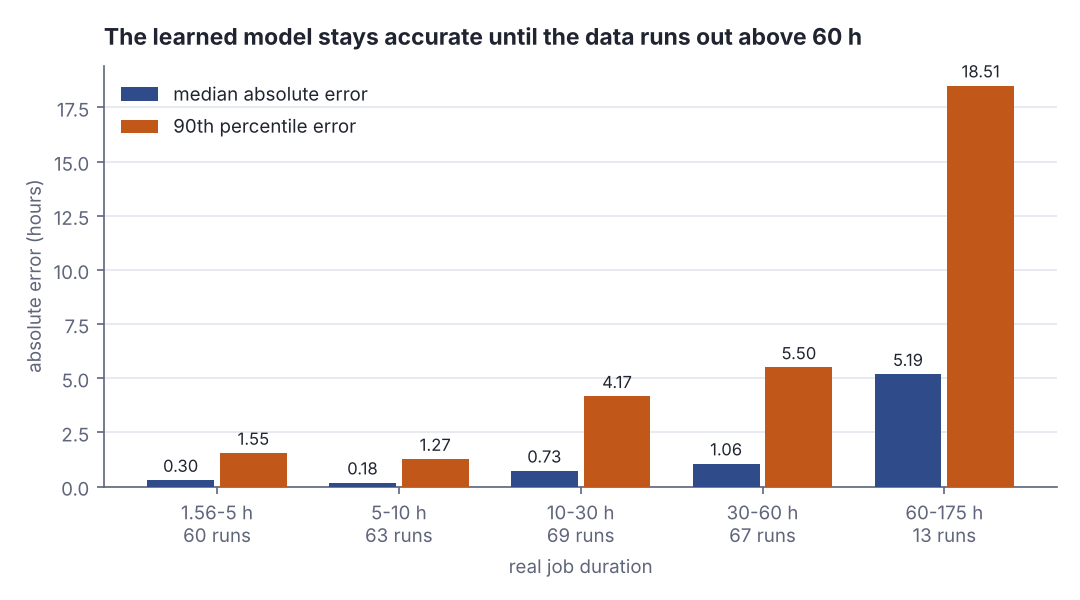 The learned model stays accurate until the data runs out above 60 h
median absolute error
90th percentile error
absolute error (hours)
17.5
15.0
12.5
10.0
7.5
5.0
2.5
0.0
0.30
1.55
0.18
1.27
0.73
4.17
1.06
5.50
5.19
18.51
1.56-5 h
60 runs
5-10 h
63 runs
10-30 h
69 runs
30-60 h
67 runs
60-175 h
13 runs
real job duration